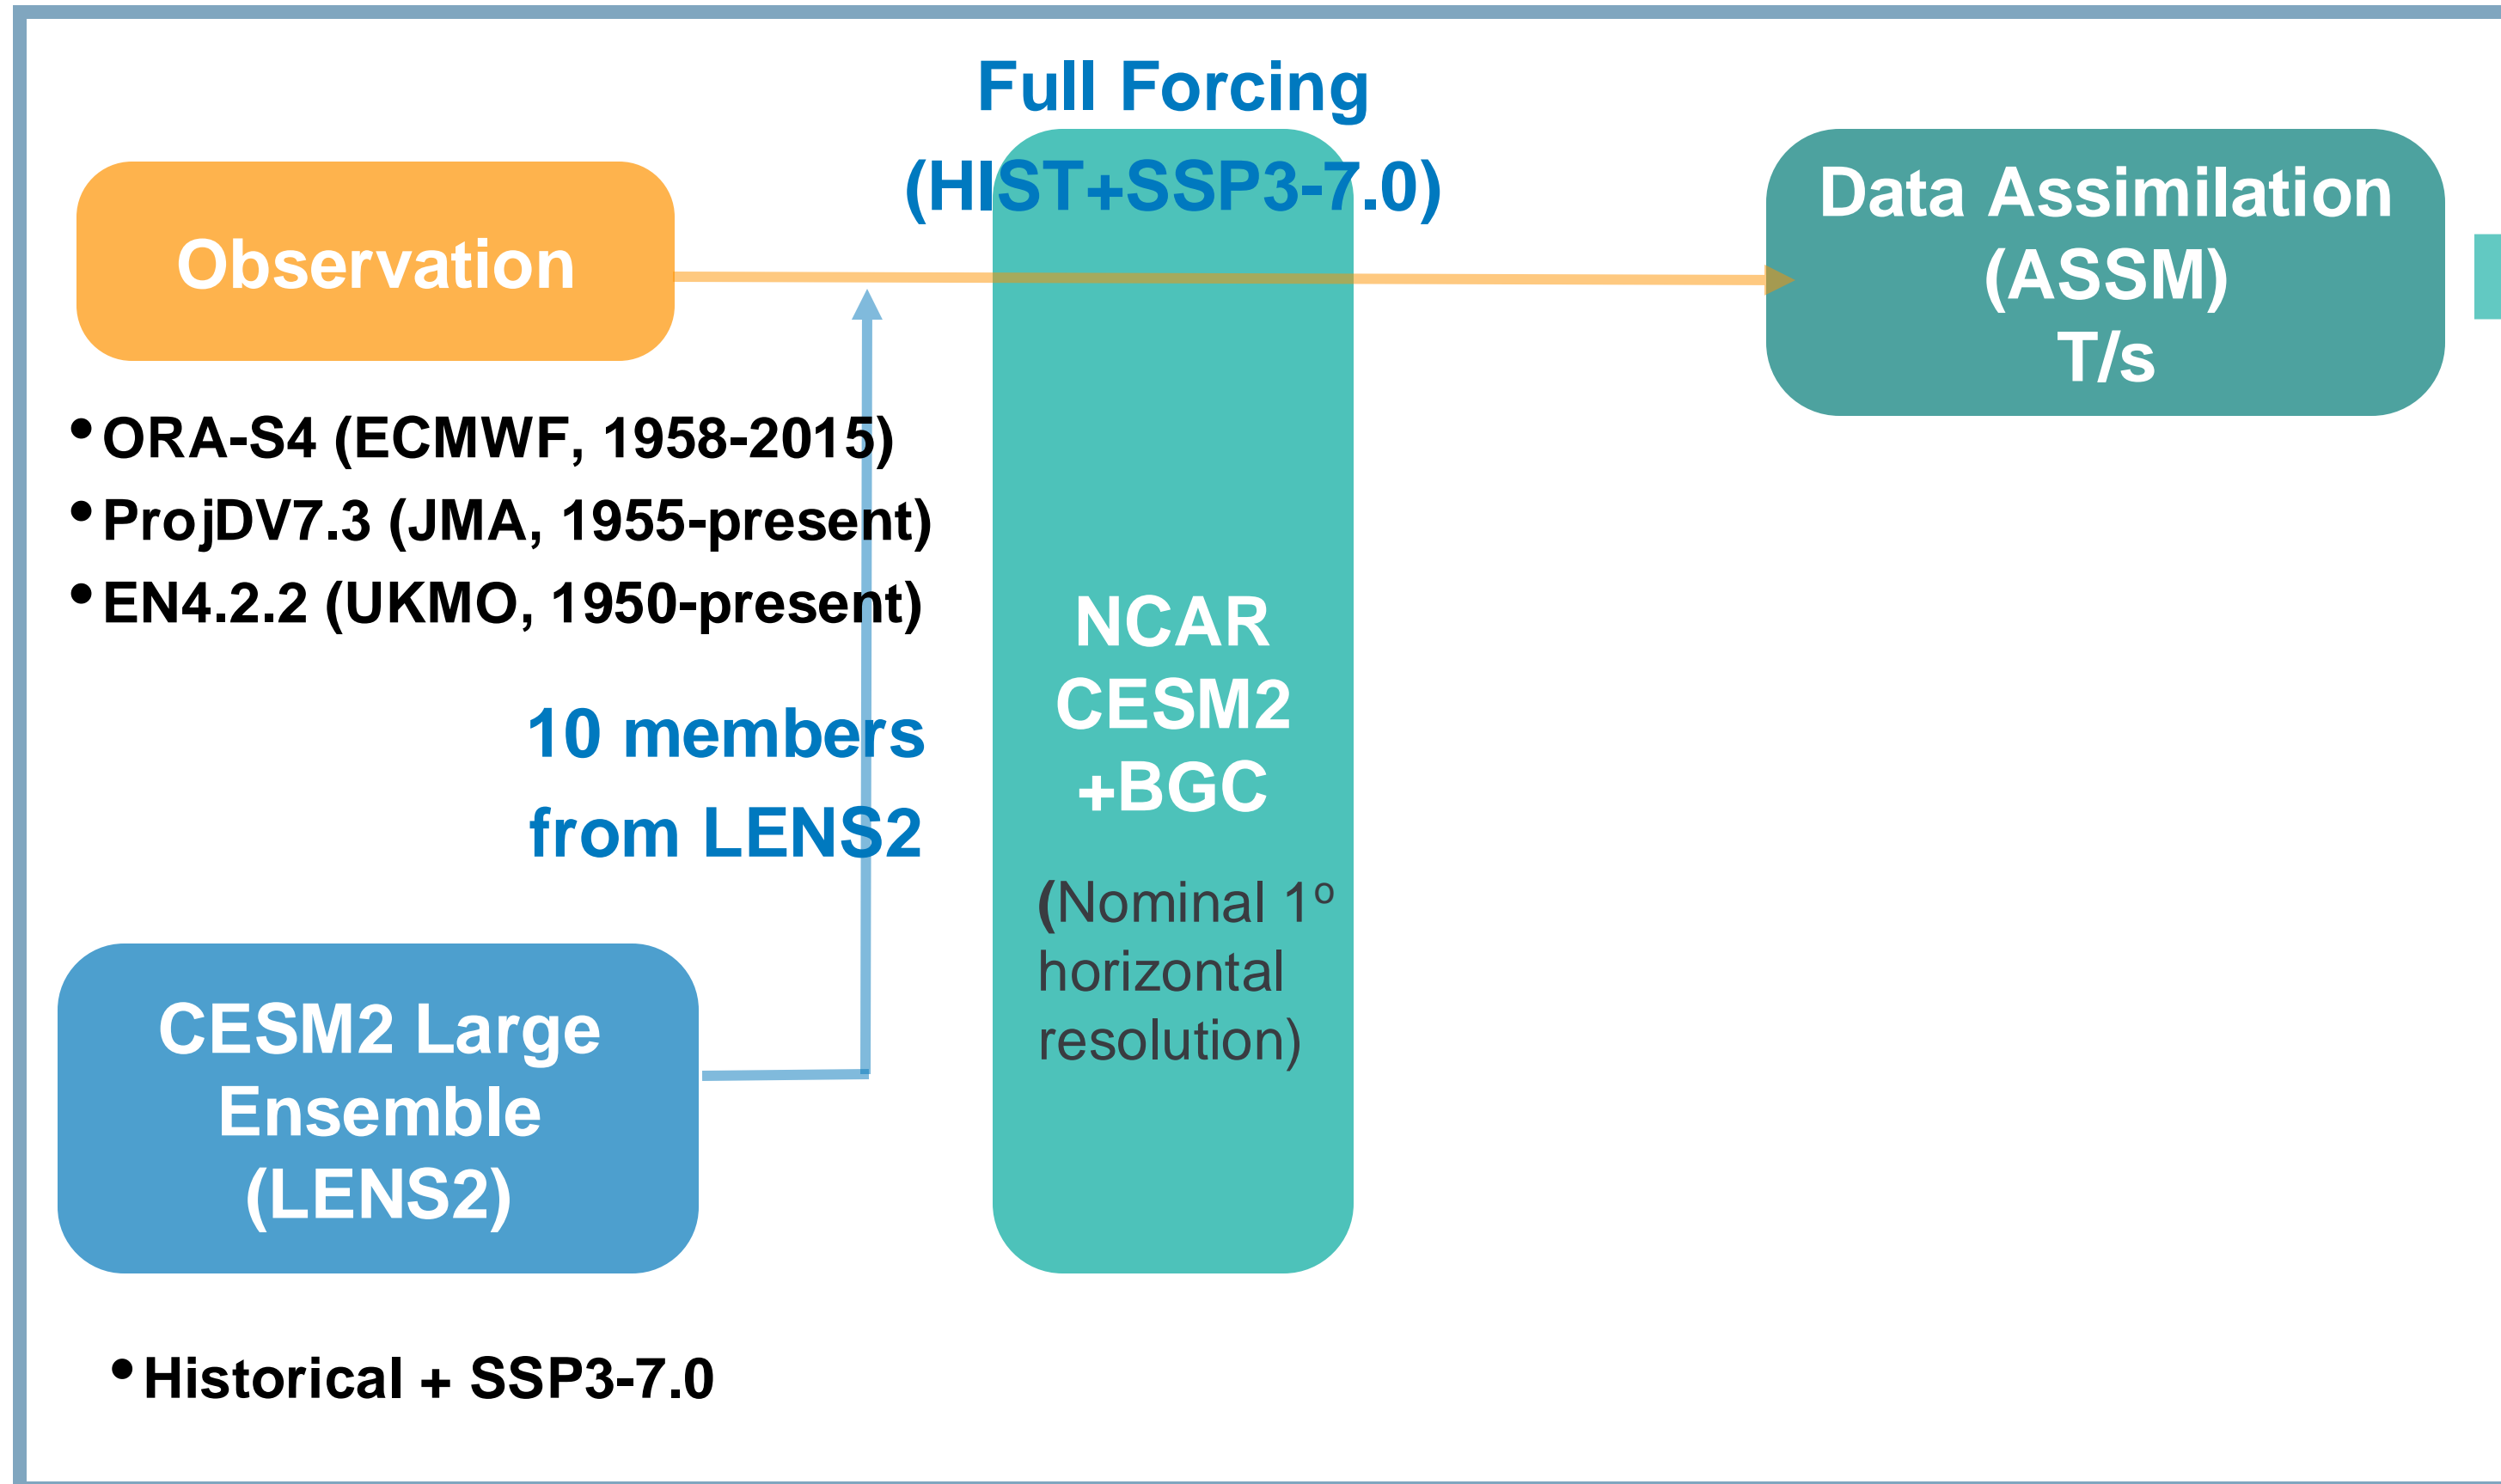 Full Forcing
(HIST+SSP3-7.0)
Observation
Data Assimilation
(ASSM)
T/s
• ORA-S4 (ECMWF, 1958-2015)
• ProjDV7.3 (JMA, 1955-present)
• EN4.2.2 (UKMO, 1950-present)
10 members
from LENS2
NCAR
CESM2
+BGC
(Nominal 1º
horizontal
resolution)
CESM2 Large
Ensemble
(LENS2)
• Historical + SSP3-7.0